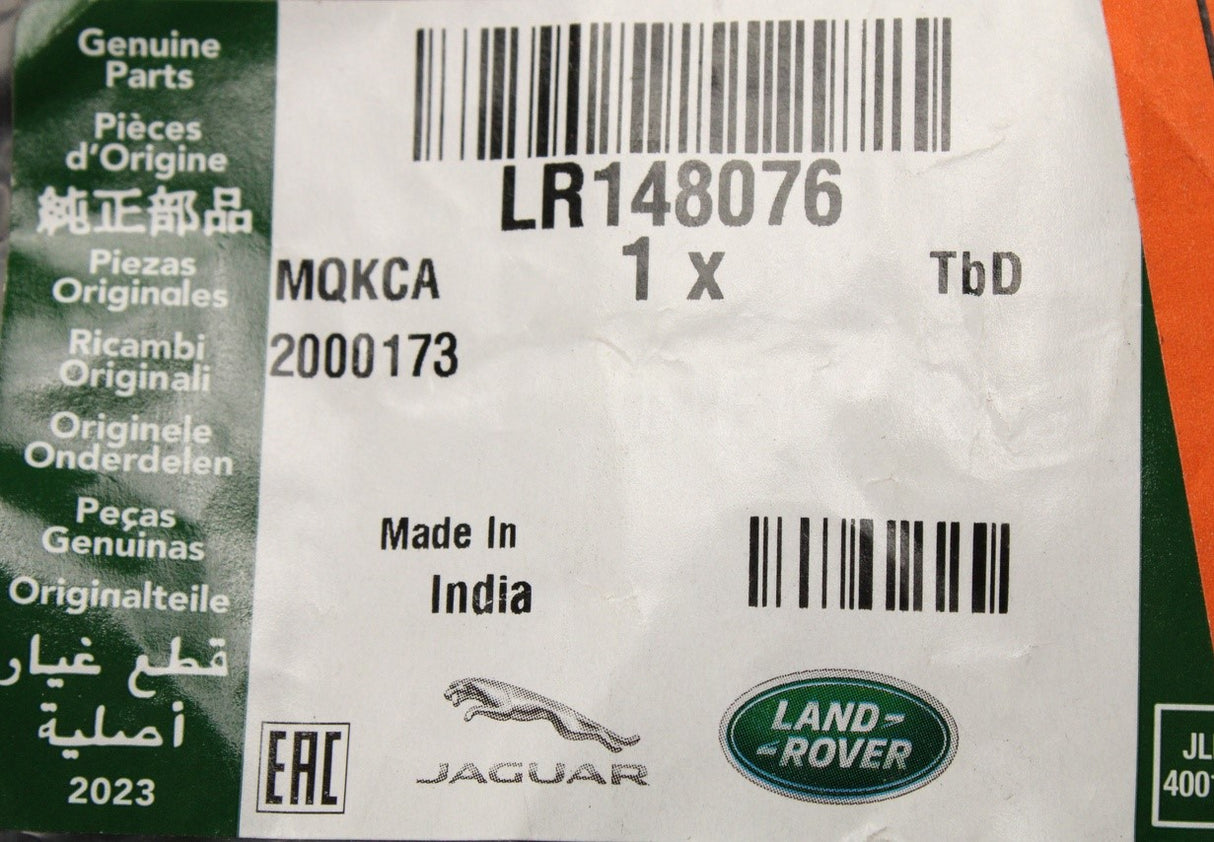 Genuine
Parts
Pièces
d'Origine
純正部品
Piezas
Originales
Ricambi
Originali
Originele
Onderdelen
Peças
Genuinas
Originalteile
قطع غيار
أصلية
2023
LR148076
MQKCA
1 x
TbD
2000173
Made In
India
EAC
JAGUAR
LAND-
-ROVER